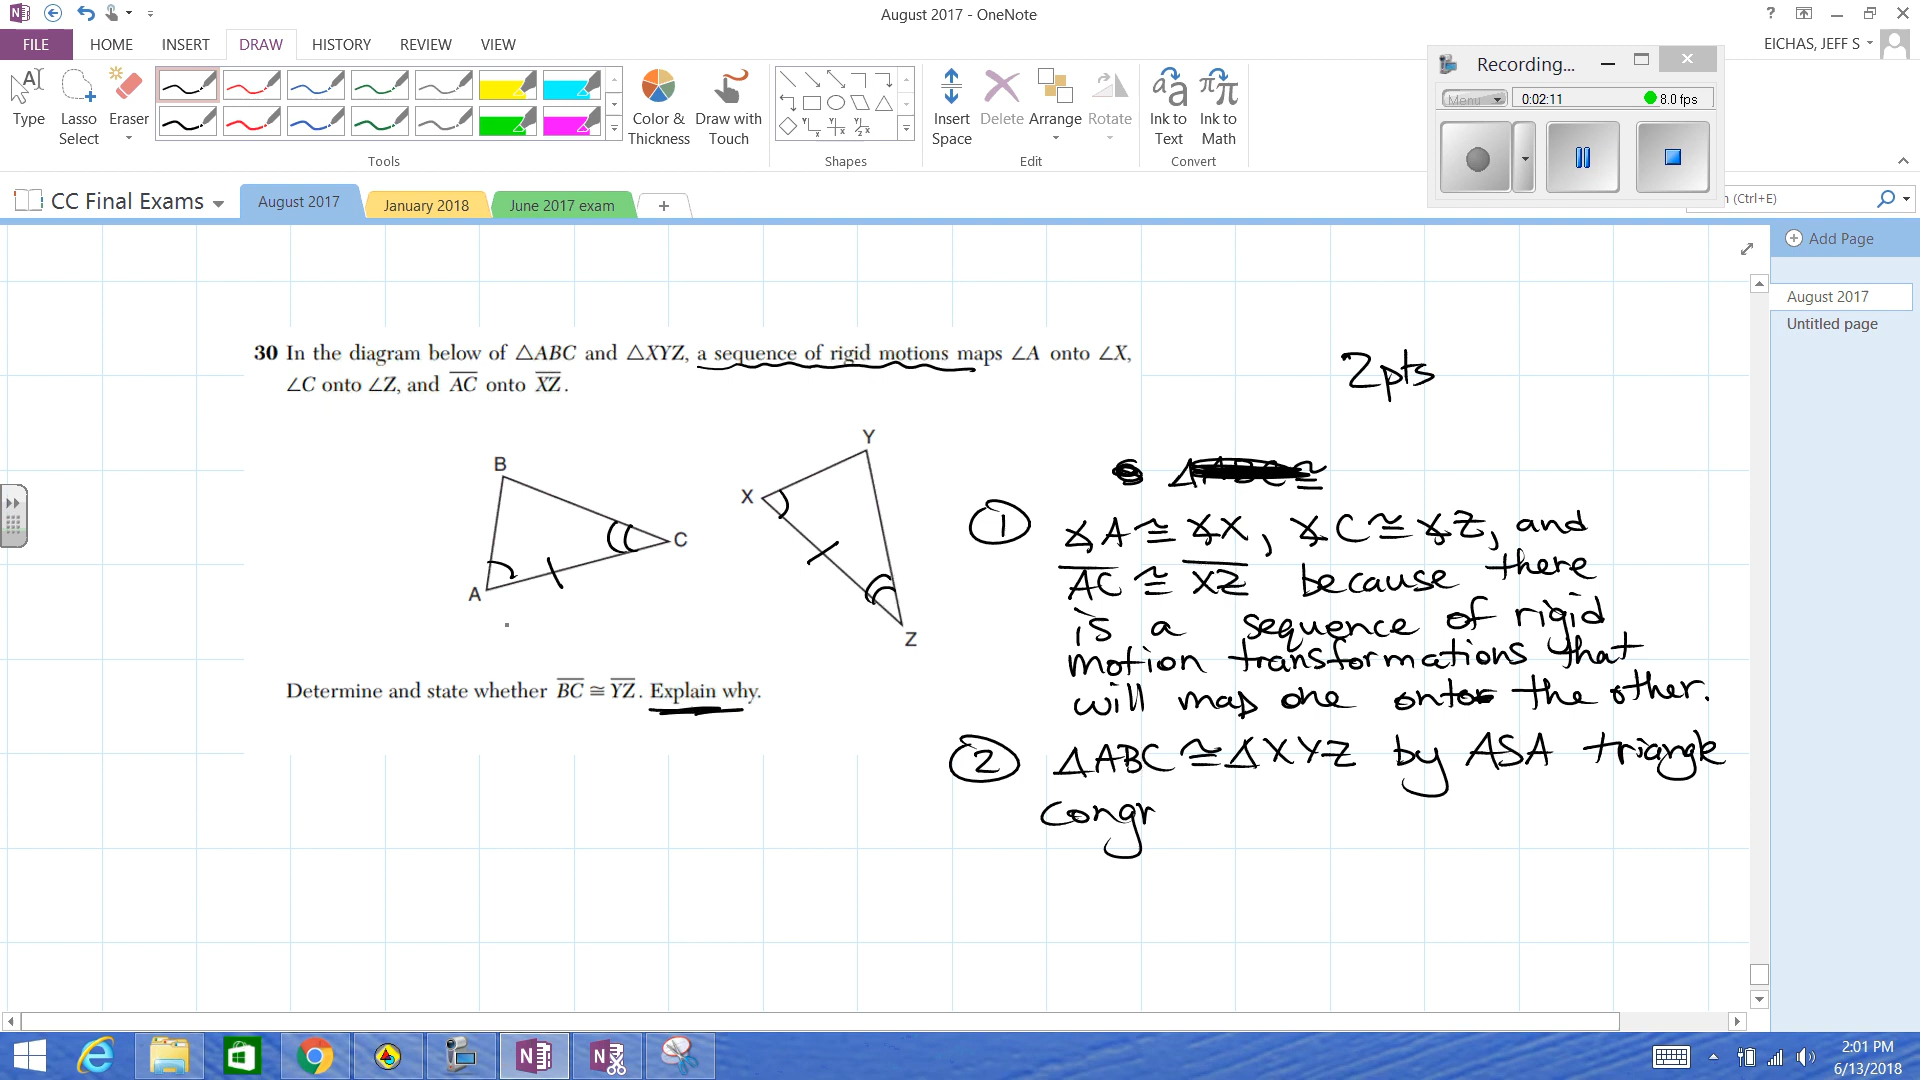 August 2017 - OneNote
FILE HOME INSERT DRAW HISTORY REVIEW VIEW
EICHAS, JEFF S
Type
Lasso Select
Eraser
Color & Thickness
Draw with Touch
Insert Space
Delete
Arrange
Rotate
Ink to Text
Ink to Math
Tools
Shapes
Edit
Convert
Recording...
Menu
0:02:11
8.0 fps
CC Final Exams
August 2017
January 2018
June 2017 exam
(Ctrl+E)
Add Page
August 2017
Untitled page
30 In the diagram below of △ABC and △XYZ, a sequence of rigid motions maps ∠A onto ∠X,
∠C onto ∠Z, and A̅C̅ onto X̅Z̅.
2pts
B
C
A
Y
X
Z
Determine and state whether B̅C̅ ≅ Y̅Z̅. Explain why.
① ∡A ≅ ∡X, ∡C ≅ ∡Z, and
A̅C̅ ≅ X̅Z̅ because there
is a sequence of rigid
motion transformations that
will map one onto the other.
② △ABC ≅ △XYZ by ASA triangle
congr
2:01 PM
6/13/2018